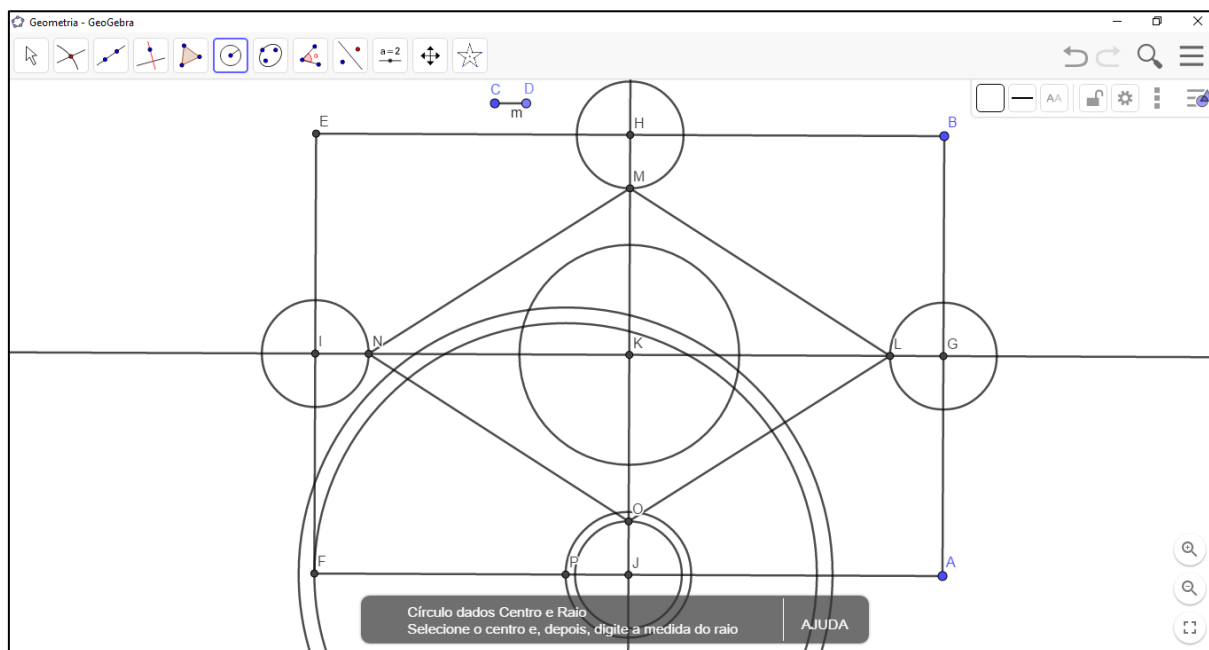 Geometria - GeoGebra
a=2
AA
C D
m
E
H
B
M
I
N
K
L
G
O
F
P
J
A
Círculo dados Centro e Raio
Selecione o centro e, depois, digite a medida do raio
AJUDA